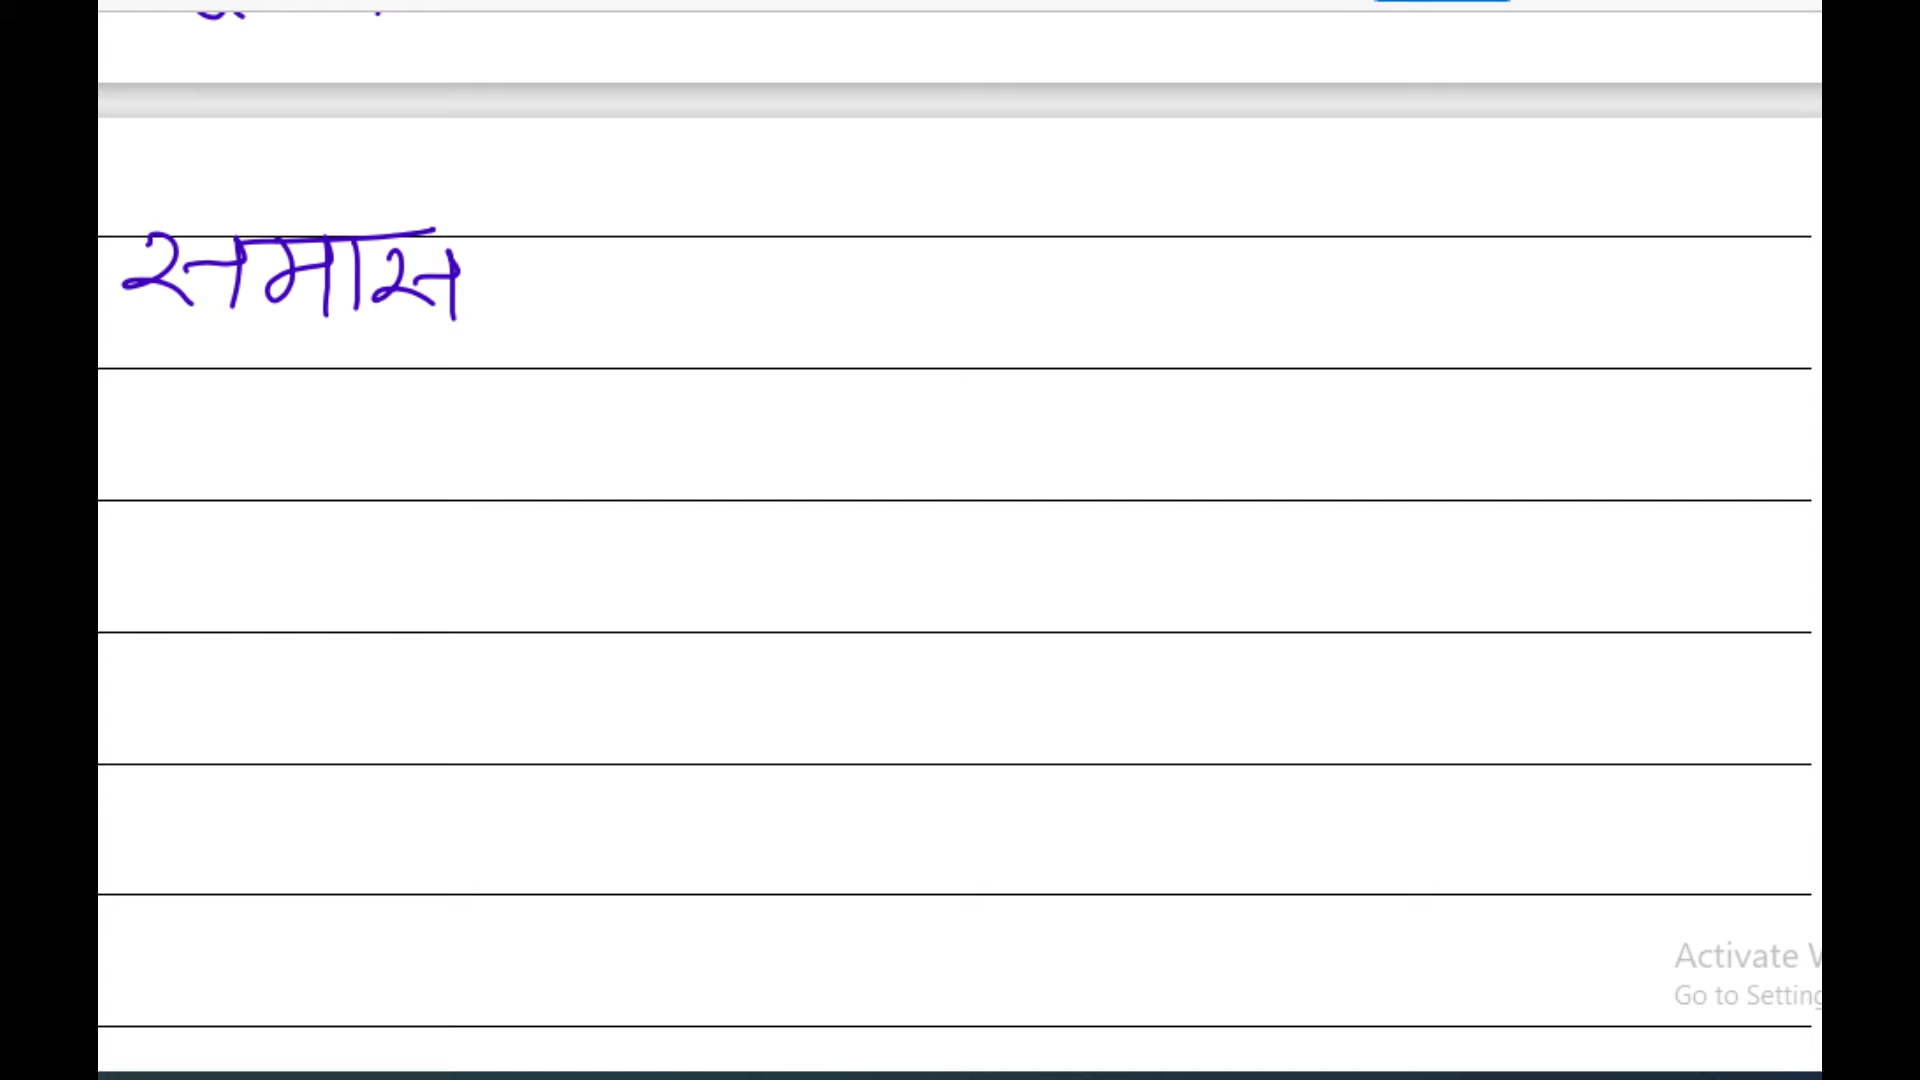 समास
Activate
Go to Setting